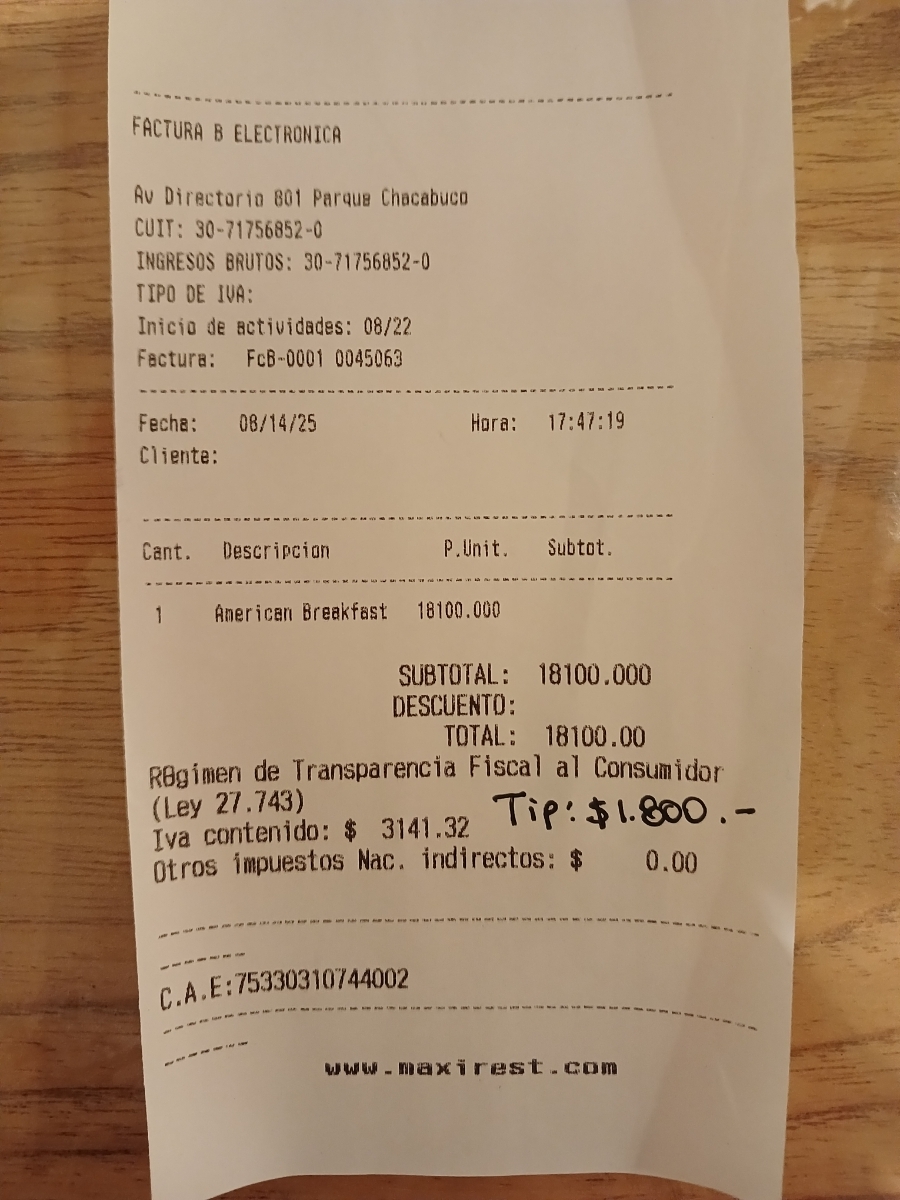 FACTURA B ELECTRONICA
Av Directorio 801 Parque Chacabuco
CUIT: 30-71756852-0
INGRESOS BRUTOS: 30-71756852-0
TIPO DE IVA:
Inicio de actividades: 08/22
Factura: FcB-0001 0045063
Fecha: 08/14/25 Hora: 17:47:19
Cliente:
Cant. Descripcion P.Unit. Subtot.
1 American Breakfast 18100.000
SUBTOTAL: 18100.000
DESCUENTO:
TOTAL: 18100.00
RØgimen de Transparencia Fiscal al Consumidor
(Ley 27.743)
Tip: $1.800.-
Iva contenido: $ 3141.32
Otros impuestos Nac. indirectos: $ 0.00
C.A.E:75330310744002
www.maxirest.com